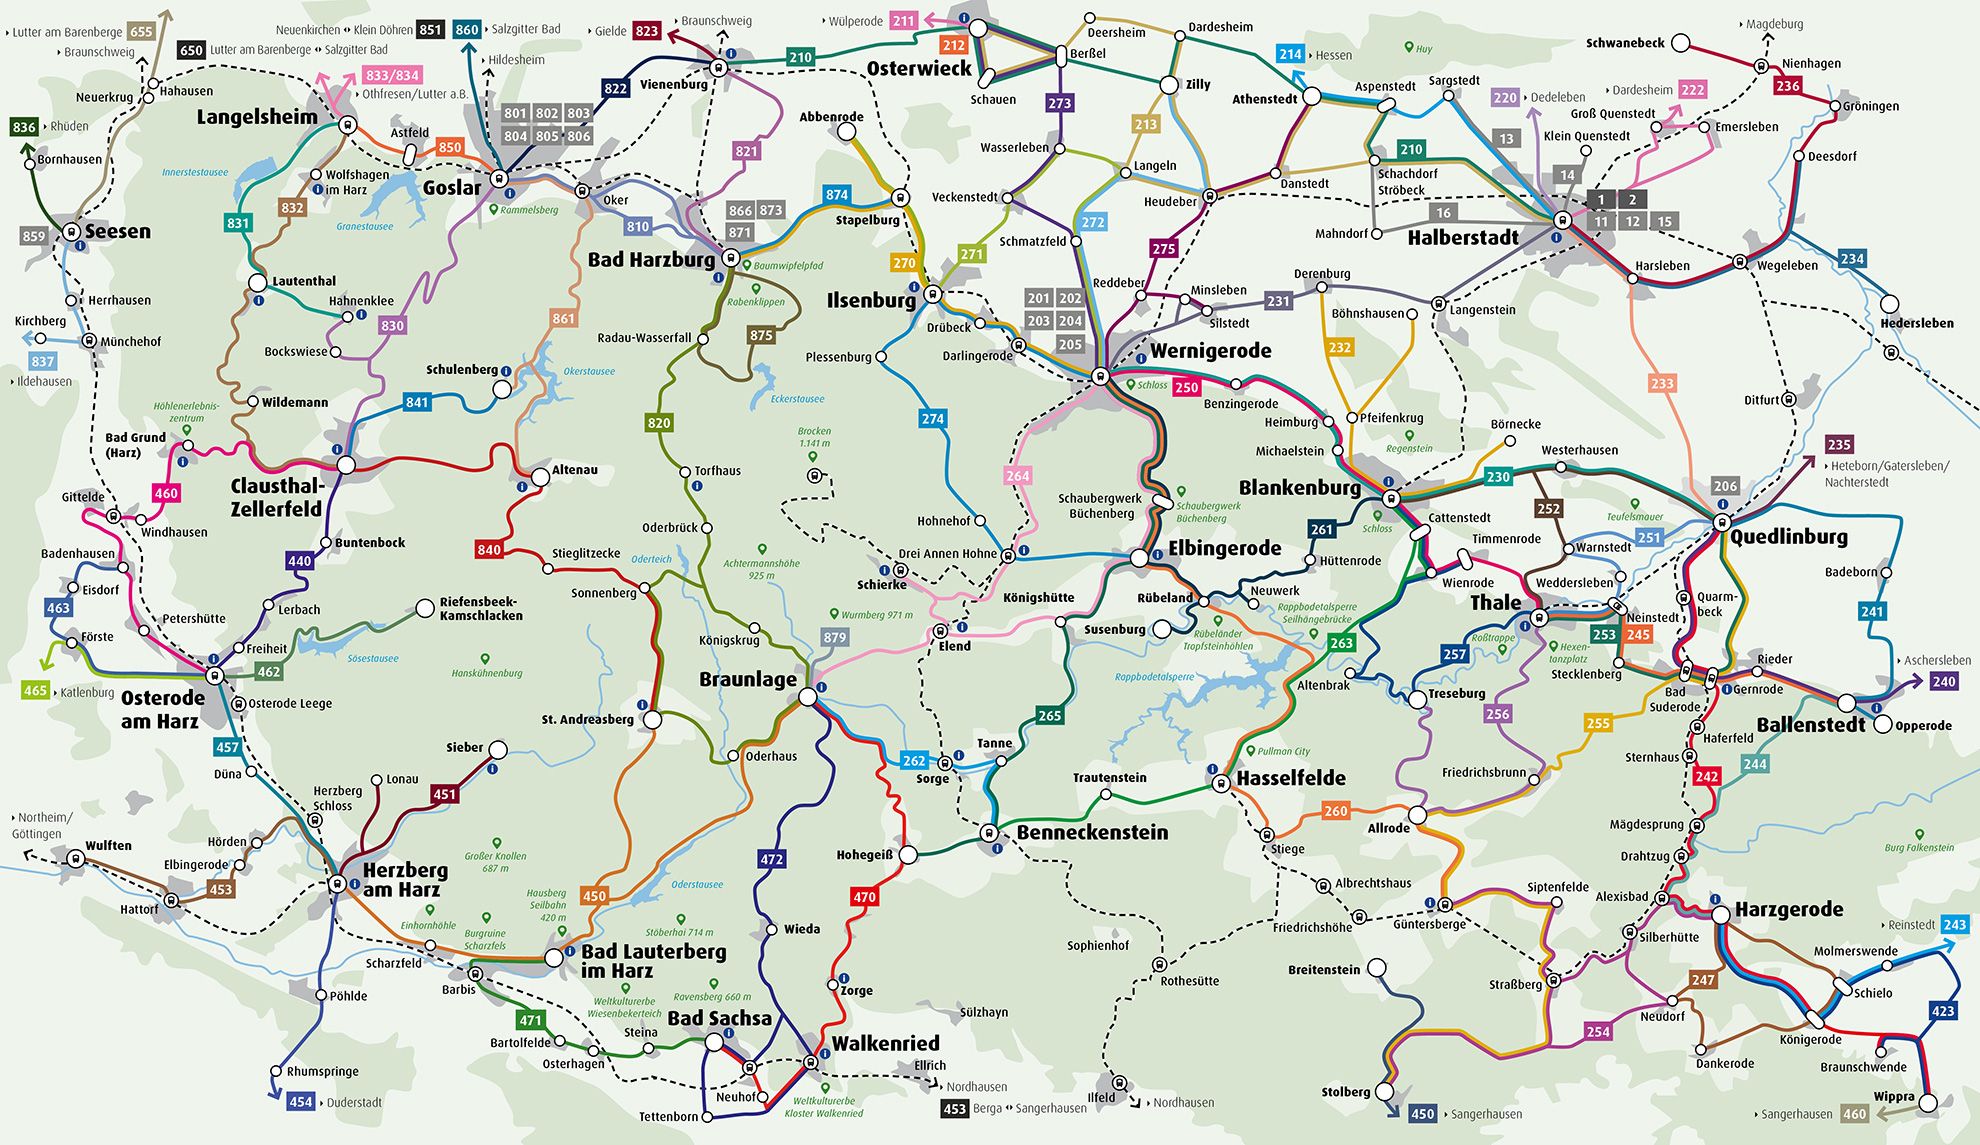 Lutter am Barenberge
655
Braunschweig
650 Lutter am Barenberge Salzgitter Bad
Neuenkirchen Klein Döhren 851
860 Salzgitter Bad
Hildesheim
Gielde 823
Braunschweig
Wülperode 211
212
210
Osterwieck
Deersheim
Berßel
Dardesheim
214 Hessen
Huy
Magdeburg
Schwanebeck
Nienhagen
236
Gröningen
Neuerkrug
Hahausen
833/834
Othfresen/Lutter a.B.
Langelsheim
Astfeld
850
801 802 803
804 805 806
822
Vienenburg
821
Abbenrode
Schauen
273
Zilly
213
Athenstedt
Aspenstedt
Sargstedt
220 Dedeleben
Dardesheim 222
Groß Quenstedt
Emersleben
Klein Quenstedt
13
14
Deesdorf
836 Rhüden
Bornhausen
Innerstestausee
Wolfshagen
im Harz
Granestausee
Goslar
Rammelsberg
Oker
810
866 873
871
874
Stapelburg
Wasserleben
Langeln
Veckenstedt
Heudeber
Danstedt
210
Schachdorf
Ströbeck
16
Mahndorf
Halberstadt
1 2
11 12 15
859
Seesen
831
832
Lautenthal
Hahnenklee
830
Bad Harzburg
Baumwipfelpfad
Rabenklippen
270
271
Schmatzfeld
272
275
Ilsenburg
Harsleben
Wegeleben
234
Hedersleben
Herrhausen
Kirchberg
Münchehof
837
Ildehausen
Bockswiese
861
Radau-Wasserfall
875
Drübeck
Darlingerode
201 202
203 204
205
Reddeber
Minsleben
Silstedt
231
Derenburg
Böhnshausen
Langenstein
Plessenburg
Wernigerode
Schloss
250
Benzingerode
232
Schulenberg
Okerstausee
Eckerstausee
841
Wildemann
Höhlenerlebnis-
zentrum
Bad Grund
(Harz)
820
Brocken
1.141 m
274
Heimburg
Michaelstein
Pfeifenkrug
Regenstein
Börnecke
233
Ditfurt
235
Heteborn/Gatersleben/
Nachterstedt
Clausthal-
Zellerfeld
Altenau
Torfhaus
264
Schaubergwerk
Büchenberg
Schaubergwerk
Büchenberg
Blankenburg
Schloss
Westerhausen
230
206
Teufelsmauer
460
Gittelde
Windhausen
Oderbrück
Hohnehof
252
Quedlinburg
Badenhausen
Eisdorf
463
Buntenbock
440
Lerbach
840
Stieglitzecke
Sonnenberg
Oderteich
Achtermannshöhe
925 m
Drei Annen Hohne
Schierke
Wurmberg 971 m
Elbingerode
261
Hüttenrode
Cattenstedt
Timmenrode
Wienrode
Warnstedt
251
Weddersleben
Badeborn
241
Förste
Petershütte
Freiheit
Riefensbeek-
Kamschlacken
462
Sösestausee
465 Katlenburg
Osterode
am Harz
Osterode Leege
Hanskühnenburg
Königskrug
879
Elend
Königshütte
Susenburg
Rübeland
Neuwerk
Rübeländer
Tropfsteinhöhlen
Rappbodetalsperre
Seilhängebrücke
263
Thale
Neinstedt
Quarm-
beck
253 245
Roßtrappe
Hexen-
tanzplatz
Stecklenberg
257
Altenbrak
Treseburg
Rappbodetalsperre
Braunlage
Bad
Suderode
Rieder
Gernrode
Aschersleben
240
Ballenstedt
Opperode
457
Düna
Sieber
St. Andreasberg
Oderhaus
265
Tanne
262
Sorge
Pullman City
256
255
Haferfeld
Sternhaus
244
242
Herzberg
Schloss
Lonau
451
Trautenstein
Hasselfelde
Friedrichsbrunn
Northeim/
Göttingen
Wulften
Hörden
Elbingerode
453
Hattorf
Herzberg
am Harz
Großer Knollen
687 m
Hausberg
Seilbahn
420 m
450
Oderstausee
472
Hohegeiß
470
Benneckenstein
Stiege
260
Allrode
Mägdesprung
Drahtzug
Burg Falkenstein
Einhornhöhle
Burgruine
Scharzfels
Scharzfeld
Bad Lauterberg
im Harz
Barbis
Stöberhai 714 m
Wieda
Albrechtshaus
Friedrichshöhe
Güntersberge
Siptenfelde
Alexisbad
Silberhütte
Harzgerode
Reinstedt 243
Molmerswende
Pöhlde
Weltkulturerbe
Wiesenbekerteich
Ravensberg 660 m
Zorge
Sophienhof
Rothesütte
Breitenstein
Straßberg
247
Neudorf
Schielo
423
471
Bartolfelde
Osterhagen
Steina
Bad Sachsa
Walkenried
Sülzhayn
254
Dankerode
Königerode
Braunschwende
Rhumspringe
454 Duderstadt
Neuhof
Tettenborn
Weltkulturerbe
Kloster Walkenried
Ellrich
Nordhausen
453 Berga Sangerhausen
Ilfeld
Nordhausen
Stolberg
450 Sangerhausen
Sangerhausen 460
Wippra